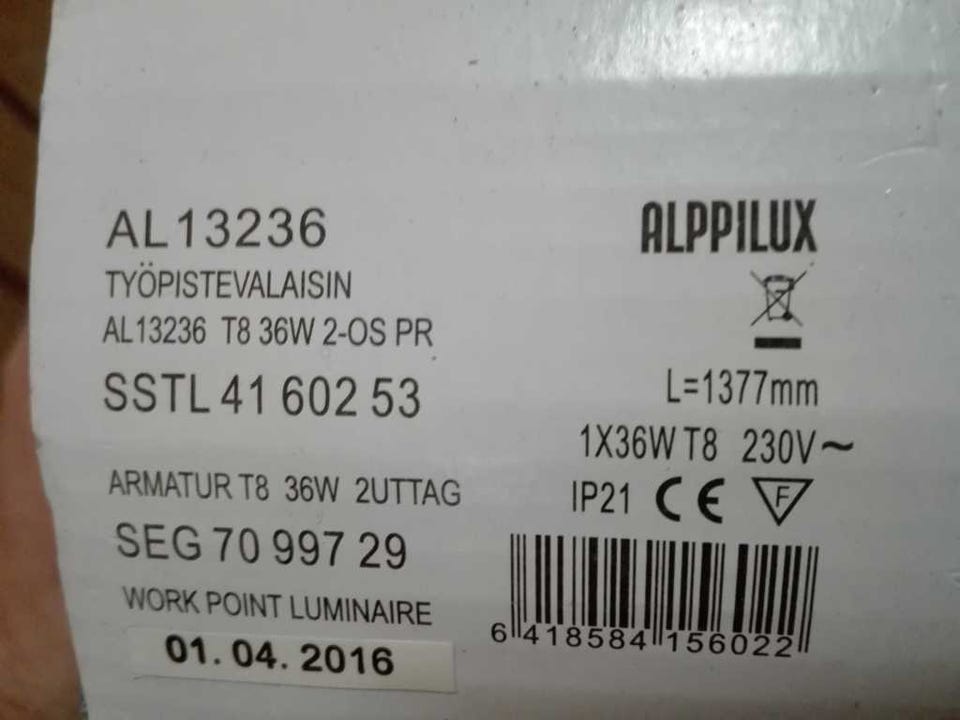 AL13236
TYÖPISTEVALAISIN
AL13236 T8 36W 2-OS PR
SSTL 41 602 53
ARMATUR T8 36W 2UTTAG
SEG 70 997 29
WORK POINT LUMINAIRE
01.04.2016
ALPPILUX
L=1377mm
1X36W T8 230V~
IP21 CE F
6 418584 156022